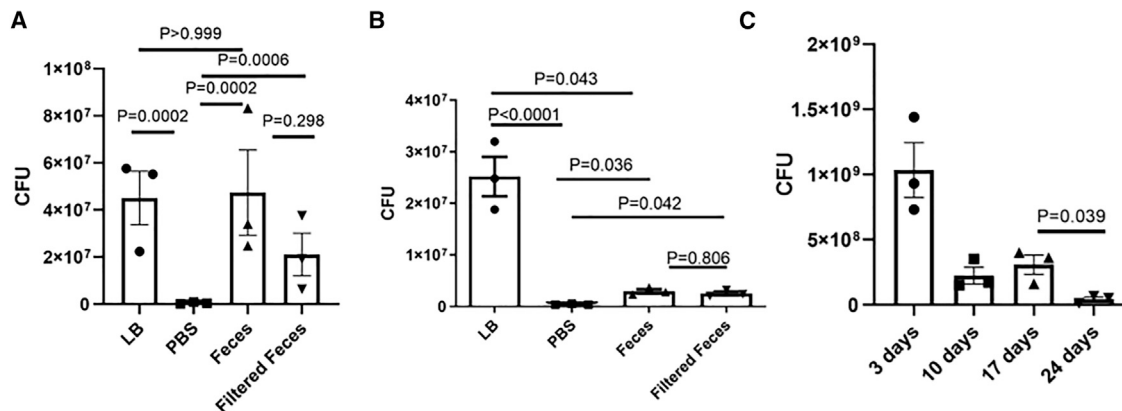 A
P>0.999
P=0.0006
P=0.0002
P=0.0002
P=0.298
CFU
1×10⁸
8×10⁷
6×10⁷
4×10⁷
2×10⁷
0
LB
PBS
Feces
Filtered Feces
B
P=0.043
P<0.0001
P=0.036
P=0.042
P=0.806
CFU
4×10⁷
3×10⁷
2×10⁷
1×10⁷
0
LB
PBS
Feces
Filtered Feces
C
P=0.039
CFU
2×10⁹
1.5×10⁹
1×10⁹
5×10⁸
0
3 days
10 days
17 days
24 days